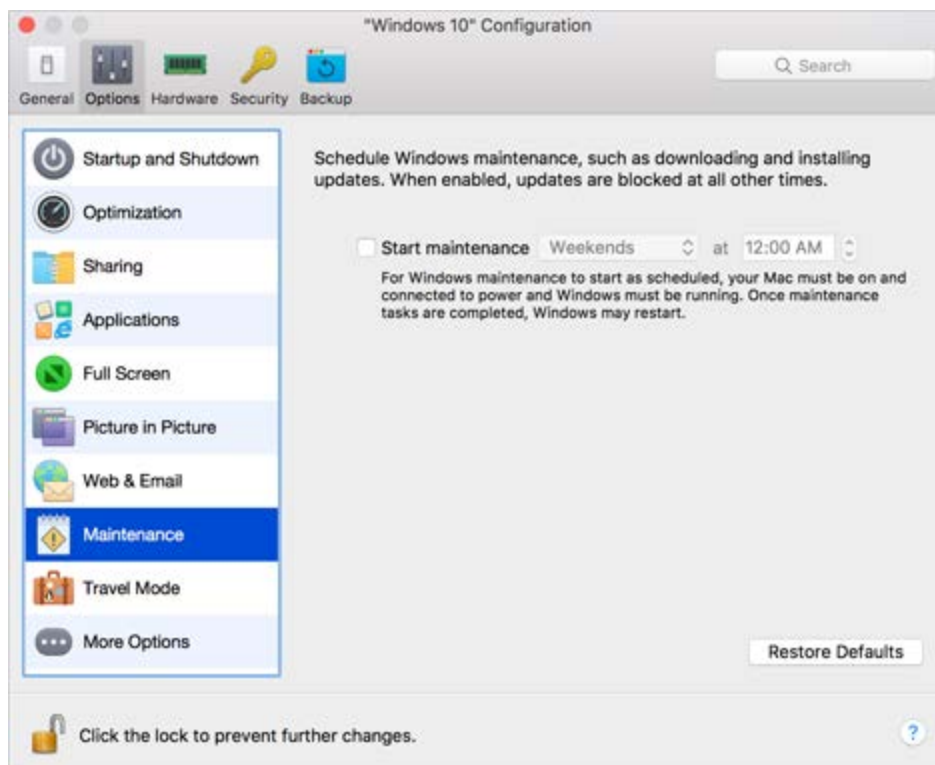 "Windows 10" Configuration
General Options Hardware Security Backup
Search
Startup and Shutdown
Optimization
Sharing
Applications
Full Screen
Picture in Picture
Web & Email
Maintenance
Travel Mode
More Options
Schedule Windows maintenance, such as downloading and installing
updates. When enabled, updates are blocked at all other times.
Start maintenance Weekends at 12:00 AM
For Windows maintenance to start as scheduled, your Mac must be on and
connected to power and Windows must be running. Once maintenance
tasks are completed, Windows may restart.
Restore Defaults
Click the lock to prevent further changes.
?